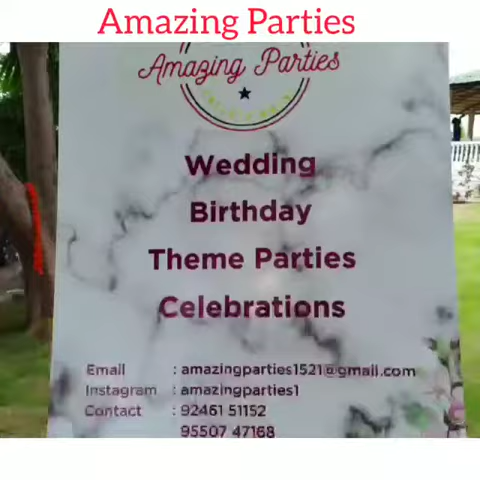 Amazing Parties
Amazing Parties
Wedding
Birthday
Theme Parties
Celebrations
Email : amazingparties1521@gmail.com
Instagram : amazingparties1
Contact : 92461 51152
95507 47168